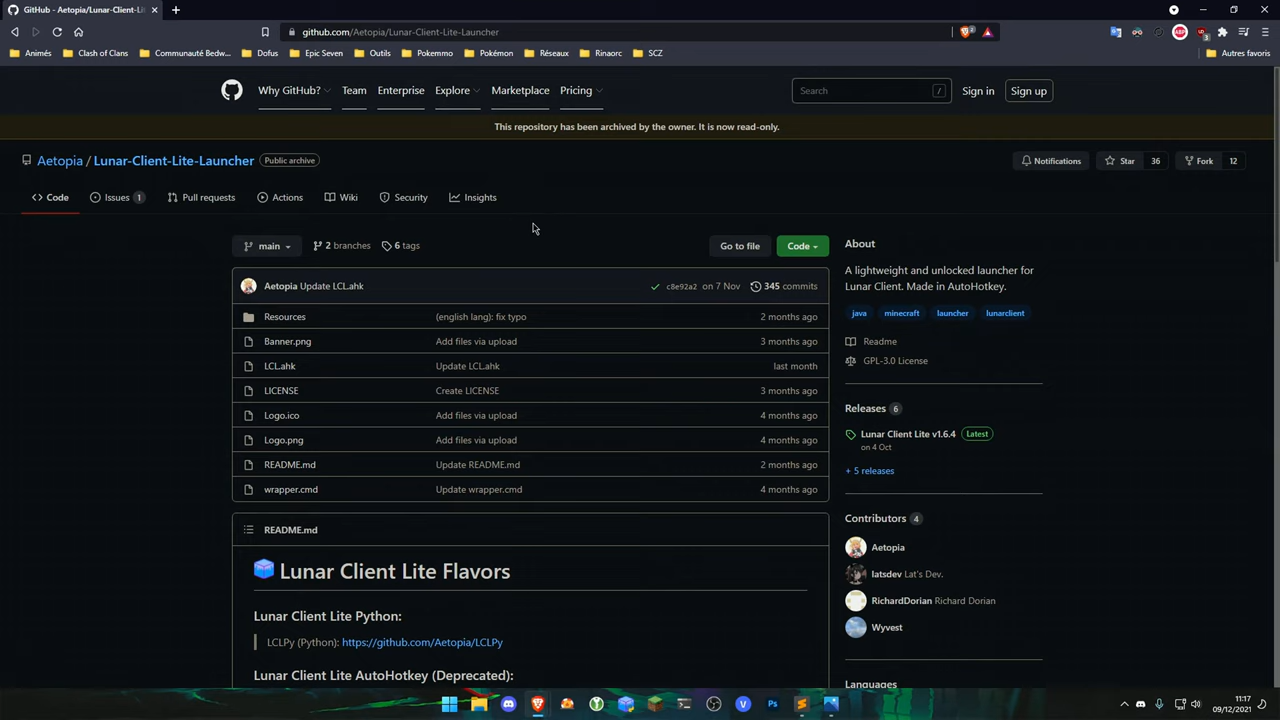 GitHub - Aetopia/Lunar-Client-Li
github.com/Aetopia/Lunar-Client-Lite-Launcher
Animés
Clash of Clans
Communauté Bedw...
Dofus
Epic Seven
Outils
Pokemmo
Pokémon
Réseaux
Rinaorc
SCZ
Autres favoris
Why GitHub?
Team
Enterprise
Explore
Marketplace
Pricing
Search /
Sign in
Sign up
This repository has been archived by the owner. It is now read-only.
Aetopia / Lunar-Client-Lite-Launcher Public archive
Notifications
Star 36
Fork 12
Code
Issues 1
Pull requests
Actions
Wiki
Security
Insights
main
2 branches
6 tags
Go to file
Code
Aetopia Update LCL.ahk c8e92a2 on 7 Nov 345 commits
Resources (english lang): fix typo 2 months ago
Banner.png Add files via upload 3 months ago
LCL.ahk Update LCL.ahk last month
LICENSE Create LICENSE 3 months ago
Logo.ico Add files via upload 4 months ago
Logo.png Add files via upload 4 months ago
README.md Update README.md 2 months ago
wrapper.cmd Update wrapper.cmd 4 months ago
README.md
Lunar Client Lite Flavors
Lunar Client Lite Python:
LCLPy (Python): https://github.com/Aetopia/LCLPy
Lunar Client Lite AutoHotkey (Deprecated):
About
A lightweight and unlocked launcher for
Lunar Client. Made in AutoHotkey.
java minecraft launcher lunarclient
Readme
GPL-3.0 License
Releases 6
Lunar Client Lite v1.6.4 Latest
on 4 Oct
+ 5 releases
Contributors 4
Aetopia
latsdev Lat's Dev.
RichardDorian Richard Dorian
Wyvest
Languages
11:17
09/12/2021